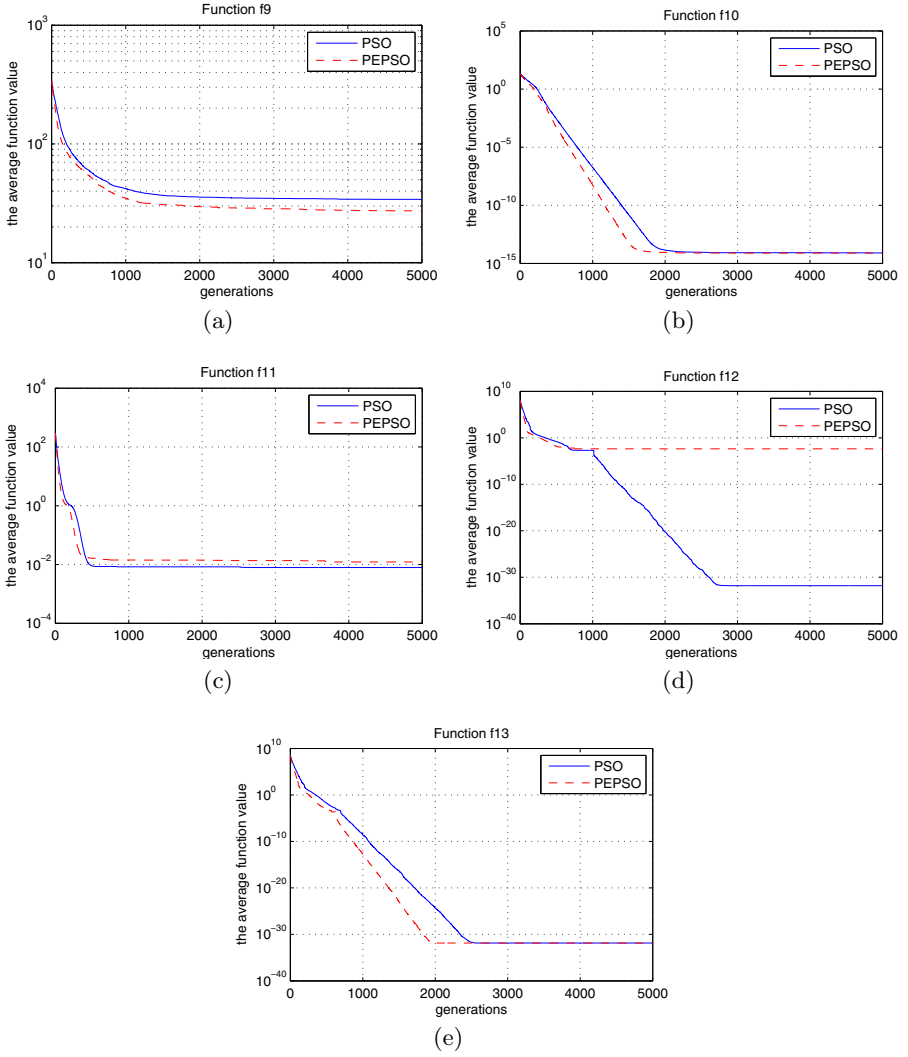 Function f9
the average function value
10^3
10^2
10^1
PSO
PEPSO
0 1000 2000 3000 4000 5000
generations
(a)
Function f10
the average function value
10^5
10^0
10^−5
10^−10
10^−15
PSO
PEPSO
0 1000 2000 3000 4000 5000
generations
(b)
Function f11
the average function value
10^4
10^2
10^0
10^−2
10^−4
PSO
PEPSO
0 1000 2000 3000 4000 5000
generations
(c)
Function f12
the average function value
10^10
10^0
10^−10
10^−20
10^−30
10^−40
PSO
PEPSO
0 1000 2000 3000 4000 5000
generations
(d)
Function f13
the average function value
10^10
10^0
10^−10
10^−20
10^−30
10^−40
PSO
PEPSO
0 1000 2000 3000 4000 5000
generations
(e)